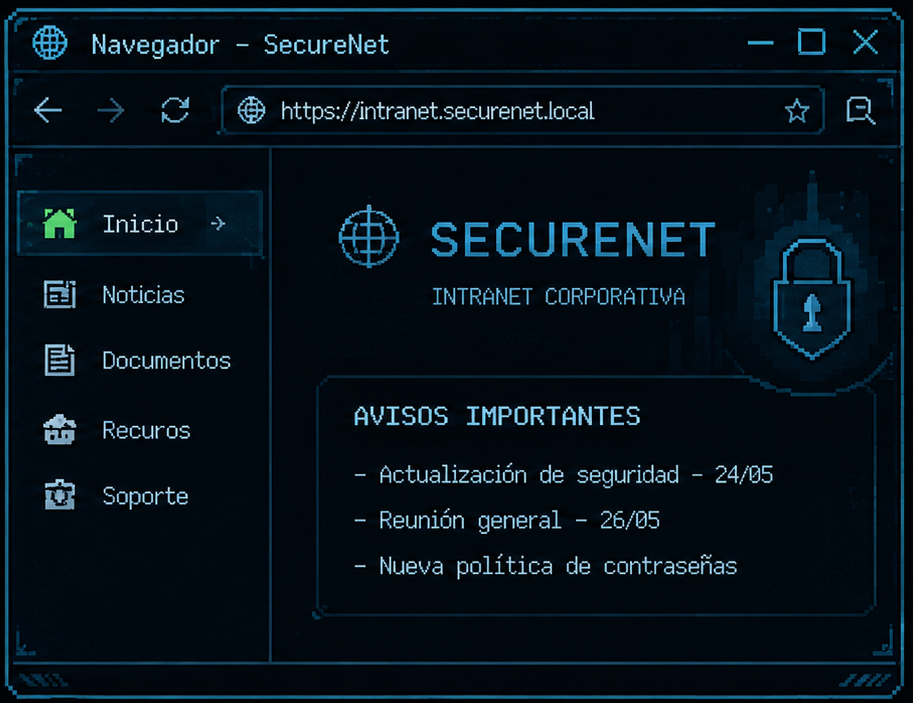 Navegador – SecureNet
https://intranet.securenet.local
Inicio
Noticias
Documentos
Recuros
Soporte
SECURENET
INTRANET CORPORATIVA
AVISOS IMPORTANTES
– Actualización de seguridad – 24/05
– Reunión general – 26/05
– Nueva política de contraseñas